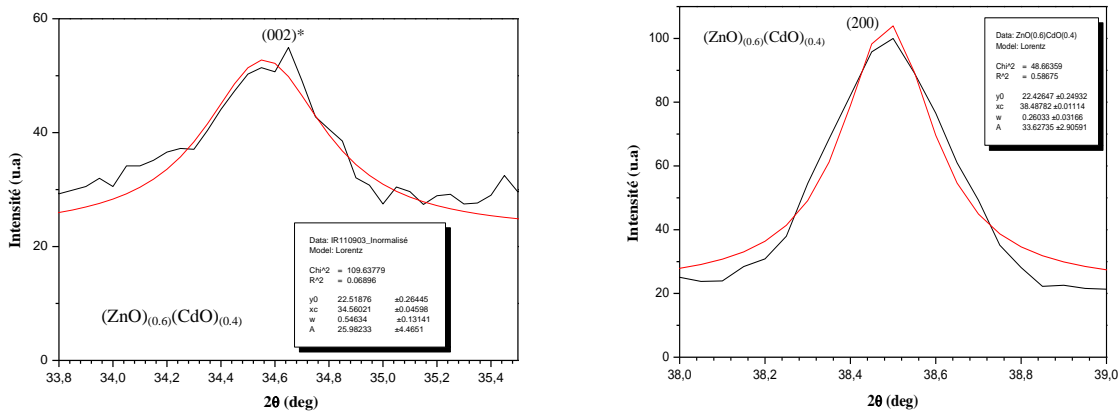 (002)*
60
40
20
0
Intensité (u.a)
Data: IR110903_Inormalisé
Model: Lorentz
Chi^2 = 109.63779
R^2 = 0.06896
y0 22.51876 ±0.26445
xc 34.56021 ±0.04598
w 0.54634 ±0.13141
A 25.98233 ±4.4651
(ZnO)(0.6)(CdO)(0.4)
33,8 34,0 34,2 34,4 34,6 34,8 35,0 35,2 35,4
2θ (deg)
(200)
(ZnO)(0.6)(CdO)(0.4)
Data: ZnO(0.6)CdO(0.4)
Model: Lorentz
Chi^2 = 48.66359
R^2 = 0.58675
y0 22.42647 ±0.24932
xc 38.48782 ±0.01114
w 0.26033 ±0.03166
A 33.62735 ±2.90591
100
80
60
40
20
0
Intensité (u.a)
38,0 38,2 38,4 38,6 38,8 39,0
2θ (deg)